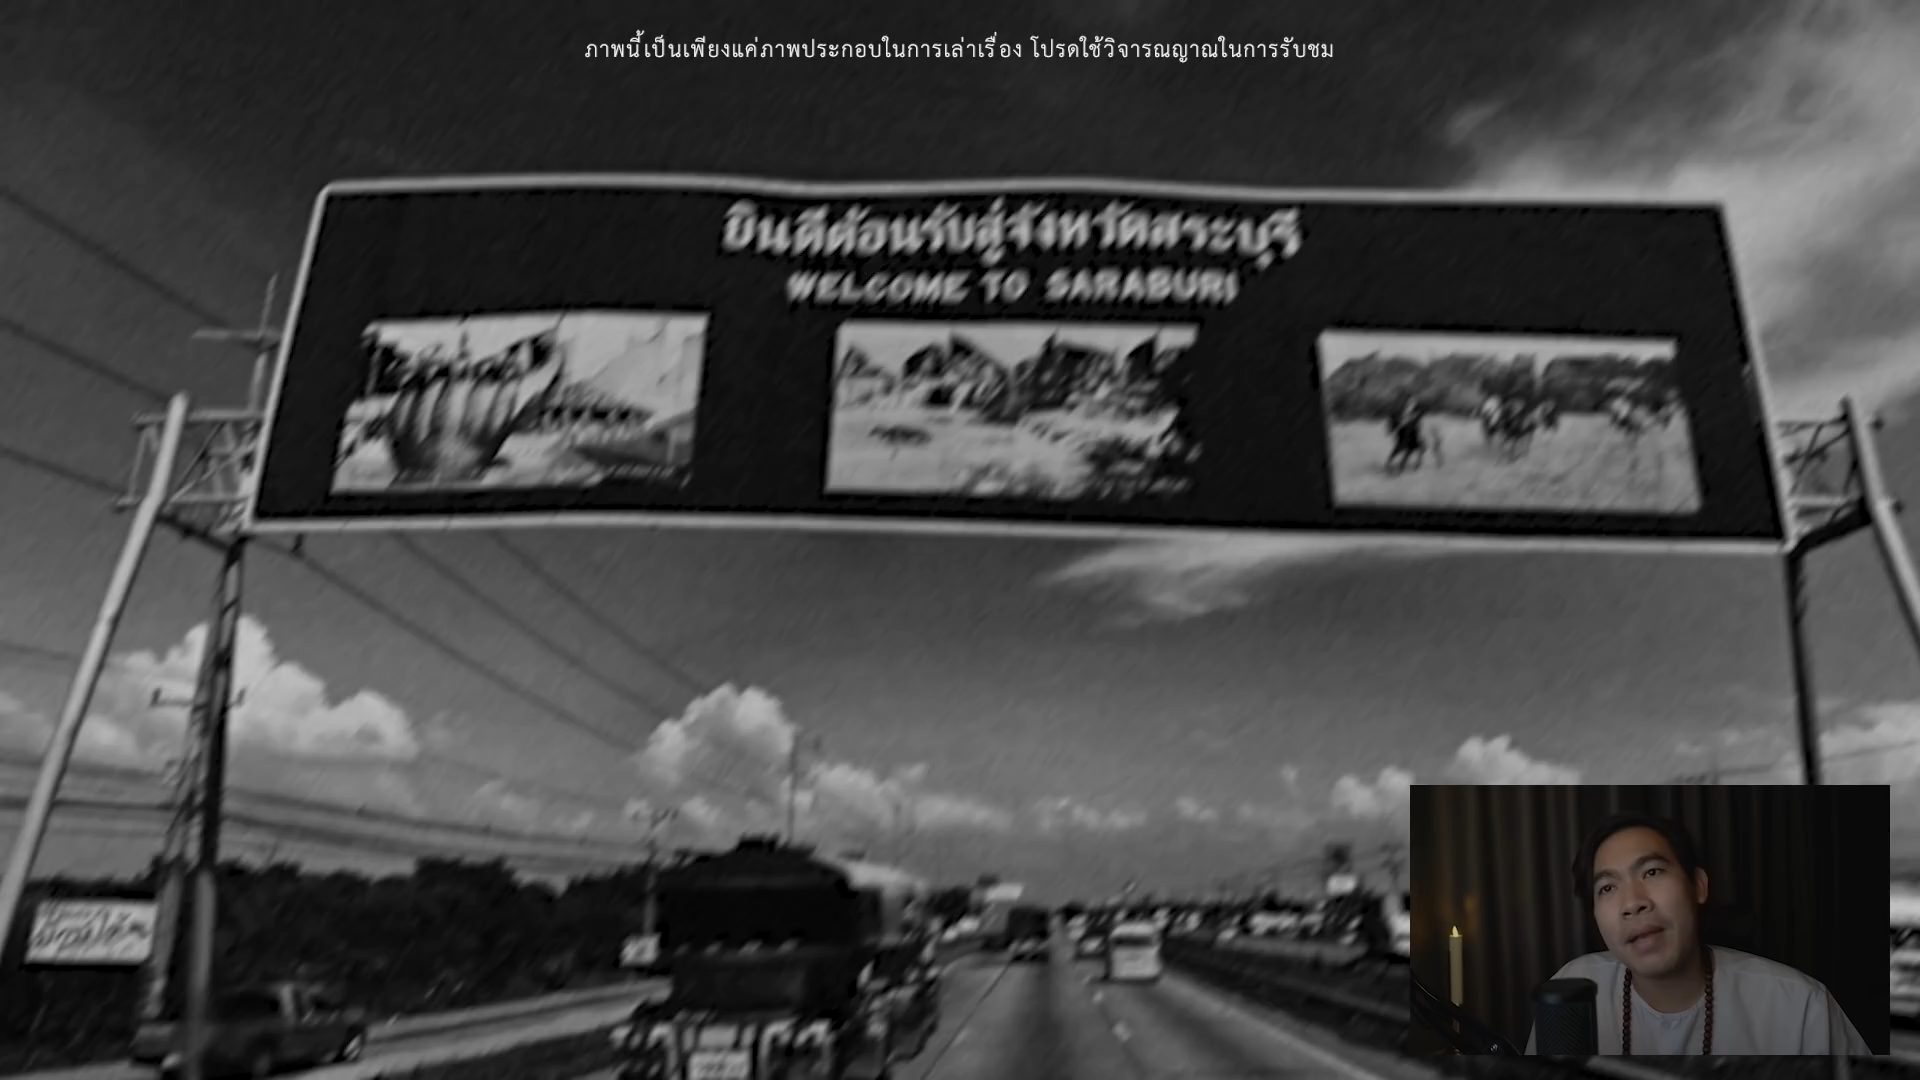 ภาพนี้เป็นเพียงแค่ภาพประกอบในการเล่าเรื่อง โปรดใช้วิจารณญาณในการรับชม
ยินดีต้อนรับสู่จังหวัดสระบุรี
WELCOME TO SARABURI